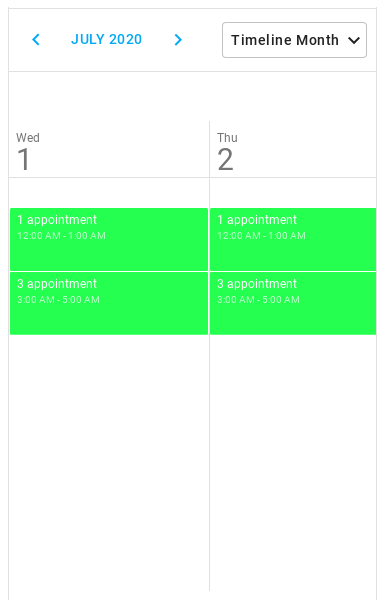 JULY 2020
Timeline Month
Wed
1
Thu
2
1 appointment
12:00 AM - 1:00 AM
1 appointment
12:00 AM - 1:00 AM
3 appointment
3:00 AM - 5:00 AM
3 appointment
3:00 AM - 5:00 AM